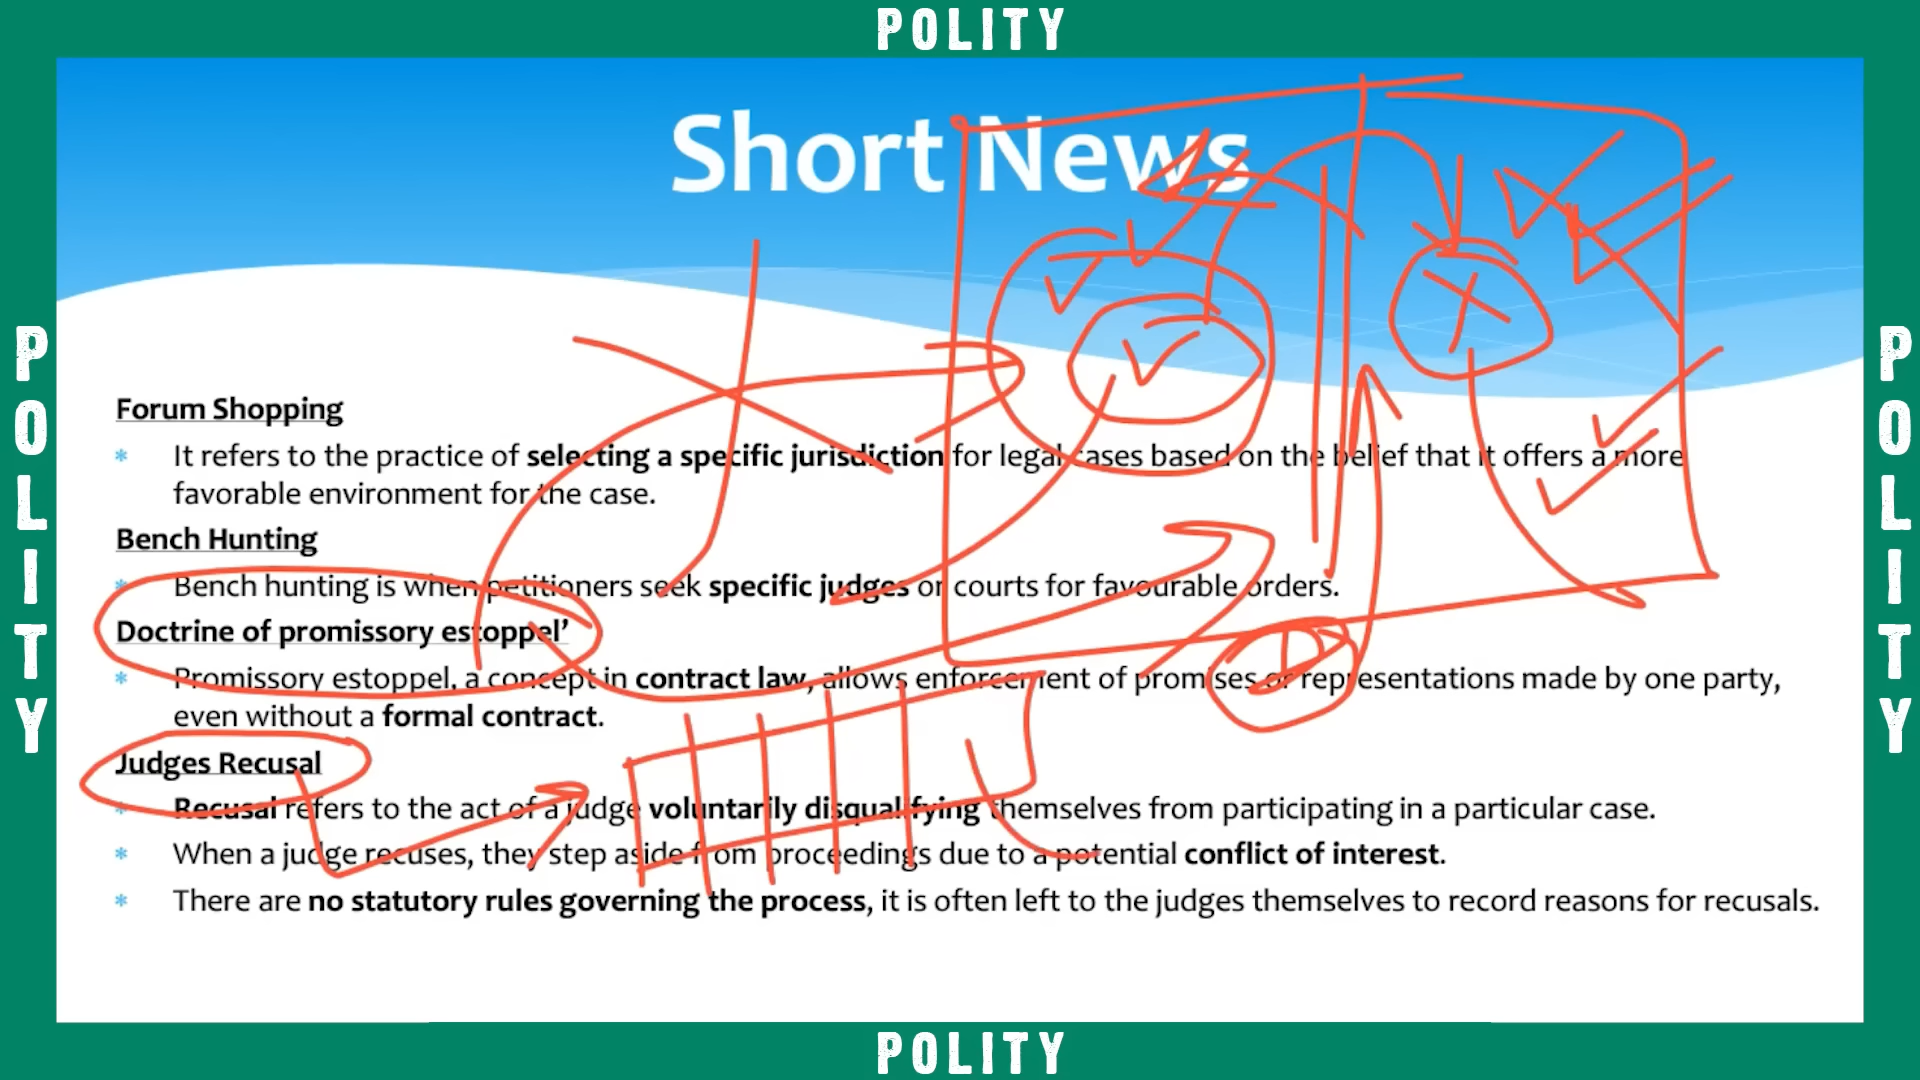 POLITY
Short News
POLITY
POLITY
Forum Shopping
* It refers to the practice of selecting a specific jurisdiction for legal cases based on the belief that it offers a more
favorable environment for the case.
Bench Hunting
* Bench hunting is when petitioners seek specific judges or courts for favourable orders.
Doctrine of promissory estoppel’
* Promissory estoppel, a concept in contract law, allows enforcement of promises or representations made by one party,
even without a formal contract.
Judges Recusal
* Recusal refers to the act of a judge voluntarily disqualifying themselves from participating in a particular case.
* When a judge recuses, they step aside from proceedings due to a potential conflict of interest.
* There are no statutory rules governing the process, it is often left to the judges themselves to record reasons for recusals.
POLITY